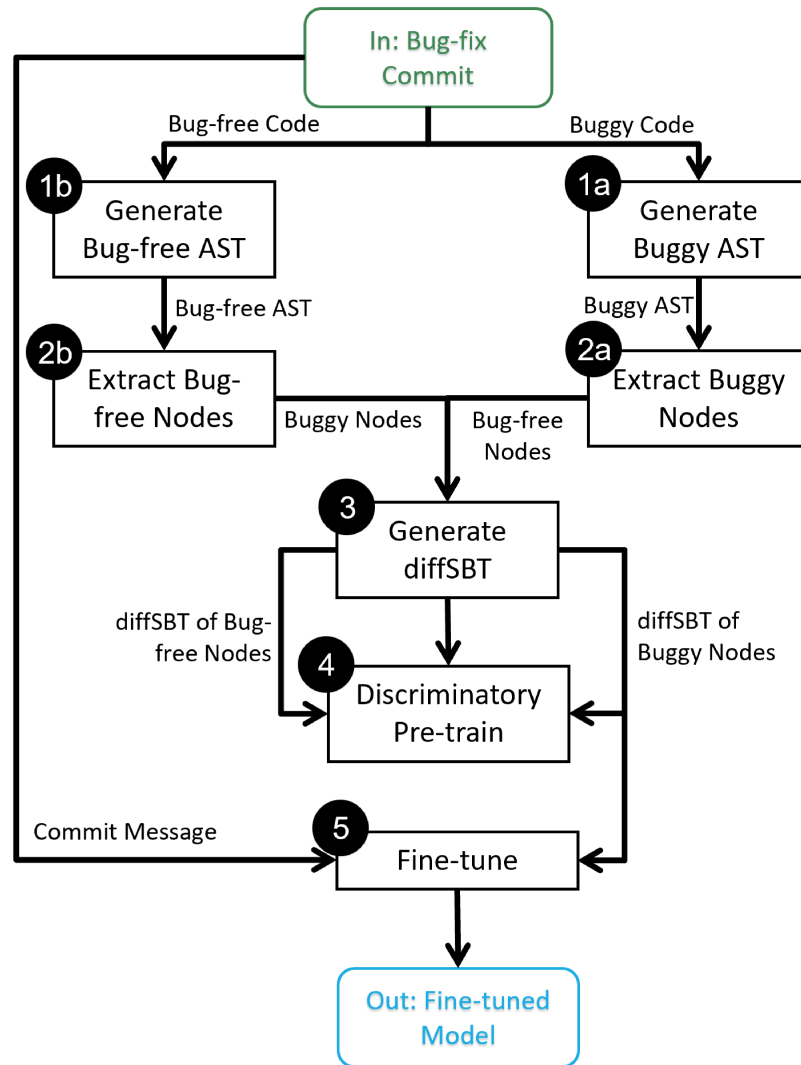 In: Bug-fix
Commit
Bug-free Code
Buggy Code
1b
Generate
Bug-free AST
1a
Generate
Buggy AST
Bug-free AST
Buggy AST
2b
Extract Bug-
free Nodes
2a
Extract Buggy
Nodes
Buggy Nodes
Bug-free
Nodes
3
Generate
diffSBT
diffSBT of Bug-
free Nodes
diffSBT of
Buggy Nodes
4
Discriminatory
Pre-train
Commit Message
5
Fine-tune
Out: Fine-tuned
Model